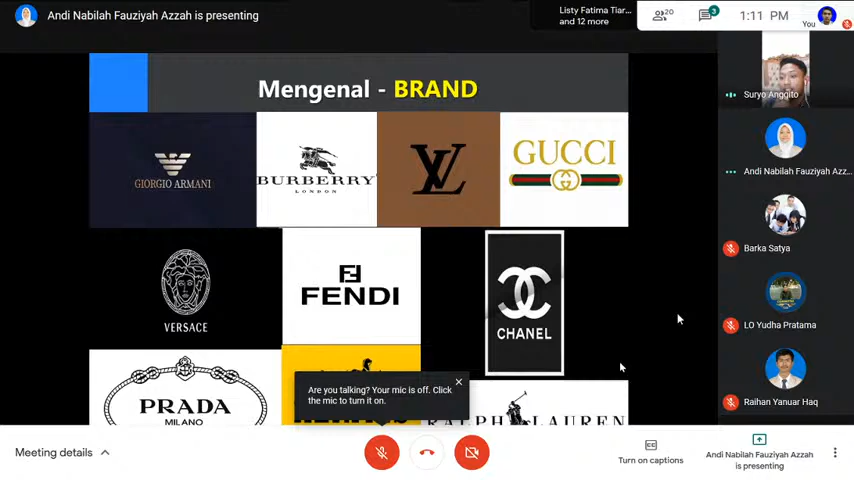 Andi Nabilah Fauziyah Azzah is presenting
Listy Fatima Tiar...
and 12 more
20
3
1:11 PM
You
Mengenal - BRAND
GIORGIO ARMANI
BURBERRY
LONDON
LV
GUCCI
VERSACE
FENDI
CHANEL
PRADA
MILANO
RALPH LAUREN
Suryo Anggito
Andi Nabilah Fauziyah Azz...
Barka Satya
LO Yudha Pratama
Raihan Yanuar Haq
Are you talking? Your mic is off. Click
the mic to turn it on.
Meeting details
Turn on captions
Andi Nabilah Fauziyah Azzah
is presenting